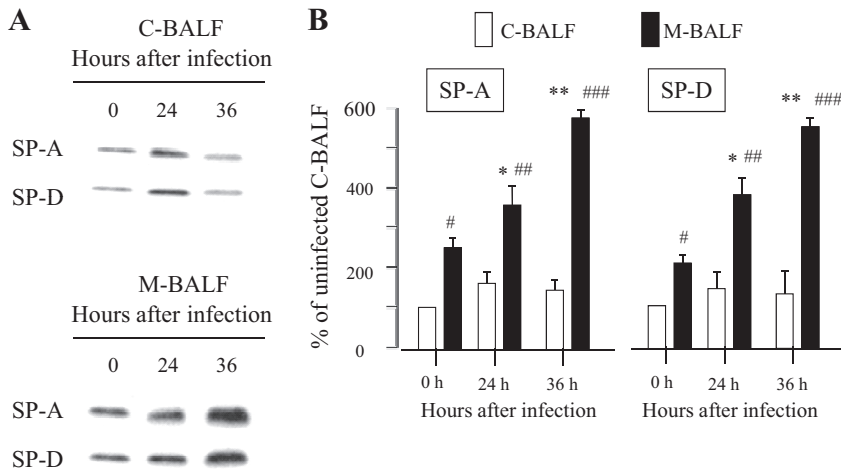 A
C-BALF
Hours after infection
0 24 36
SP-A
SP-D
M-BALF
Hours after infection
0 24 36
SP-A
SP-D
B
C-BALF M-BALF
SP-A SP-D
% of uninfected C-BALF
600
400
200
0
# * ## ** ###
# * ## ** ###
0 h 24 h 36 h
0 h 24 h 36 h
Hours after infection
Hours after infection